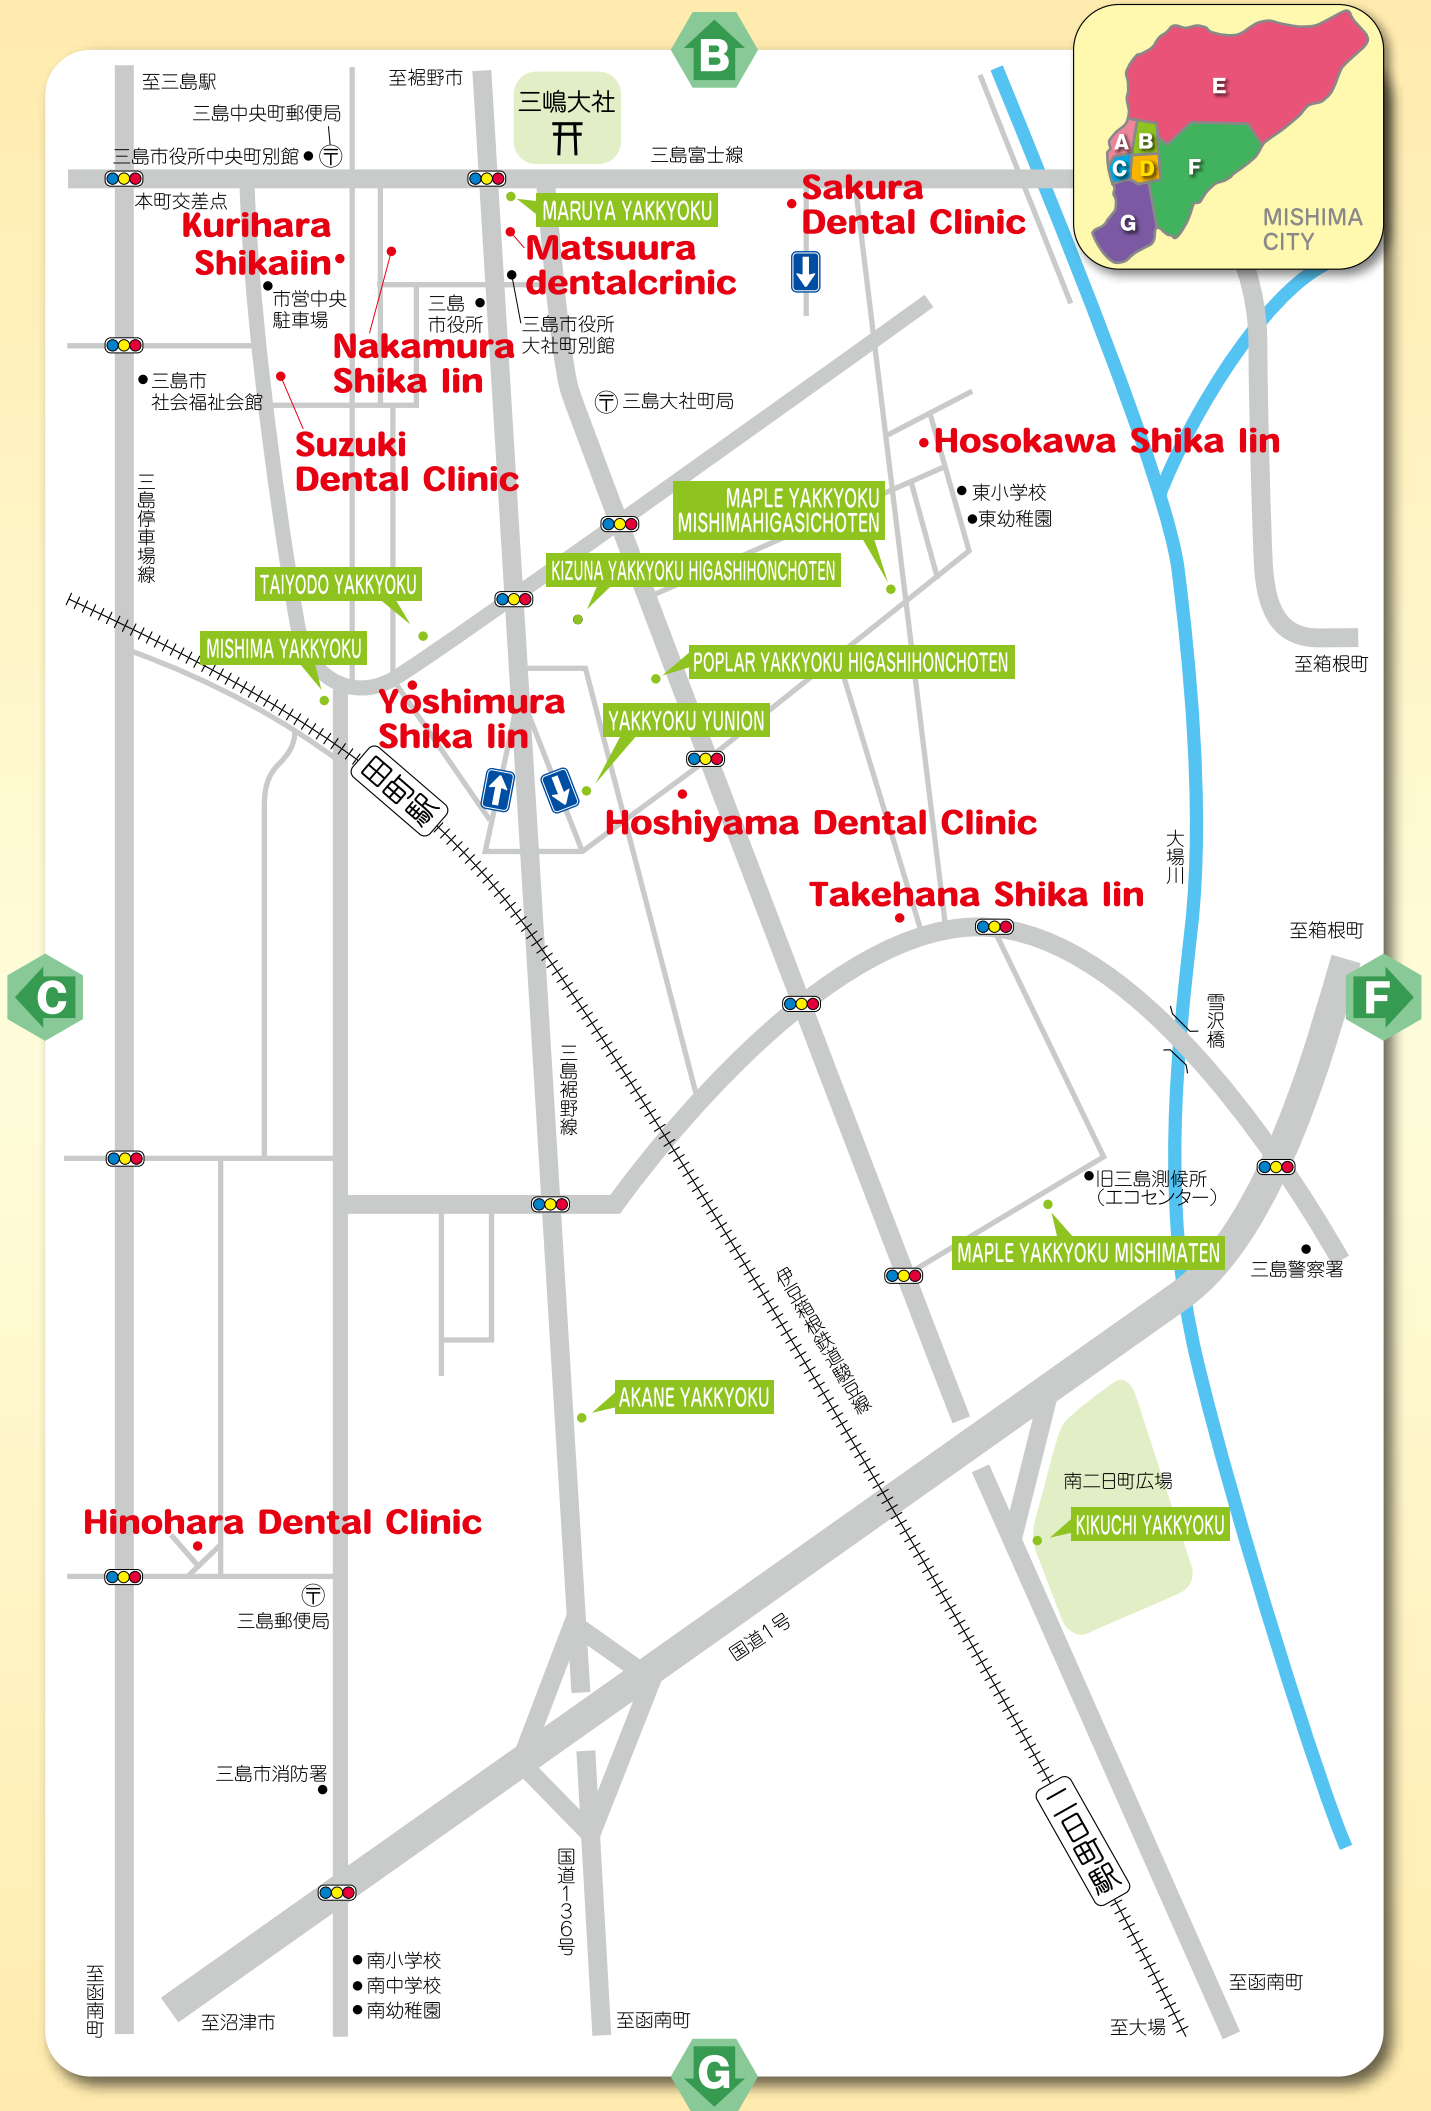 B
E
A
B
C
D
F
G
MISHIMA
CITY
至三島駅
至裾野市
三嶋大社
三島中央町郵便局
三島市役所中央町別館
三島富士線
本町交差点
MARUYA YAKKYOKU
Sakura
Dental Clinic
Kurihara
Shikaiin
Matsuura
dentalcrinic
市営中央
駐車場
三島
市役所
三島市役所
大社町別館
Nakamura
Shika Iin
三島市
社会福祉会館
三島大社町局
Suzuki
Dental Clinic
Hosokawa Shika Iin
三島停車場線
東小学校
東幼稚園
MAPLE YAKKYOKU
MISHIMAHIGASICHOTEN
KIZUNA YAKKYOKU HIGASHIHONCHOTEN
TAIYODO YAKKYOKU
MISHIMA YAKKYOKU
POPLAR YAKKYOKU HIGASHIHONCHOTEN
至箱根町
Yoshimura
Shika Iin
YAKKYOKU YUNION
田町駅
Hoshiyama Dental Clinic
大場川
Takehana Shika Iin
至箱根町
C
F
雪沢橋
三島裾野線
旧三島測候所
（エコセンター）
MAPLE YAKKYOKU MISHIMATEN
三島警察署
伊豆箱根鉄道駿豆線
AKANE YAKKYOKU
南二日町広場
KIKUCHI YAKKYOKU
Hinohara Dental Clinic
三島郵便局
国道1号
三島市消防署
二日町駅
国道136号
南小学校
南中学校
南幼稚園
至函南町
至沼津市
至函南町
至大場
至函南町
G